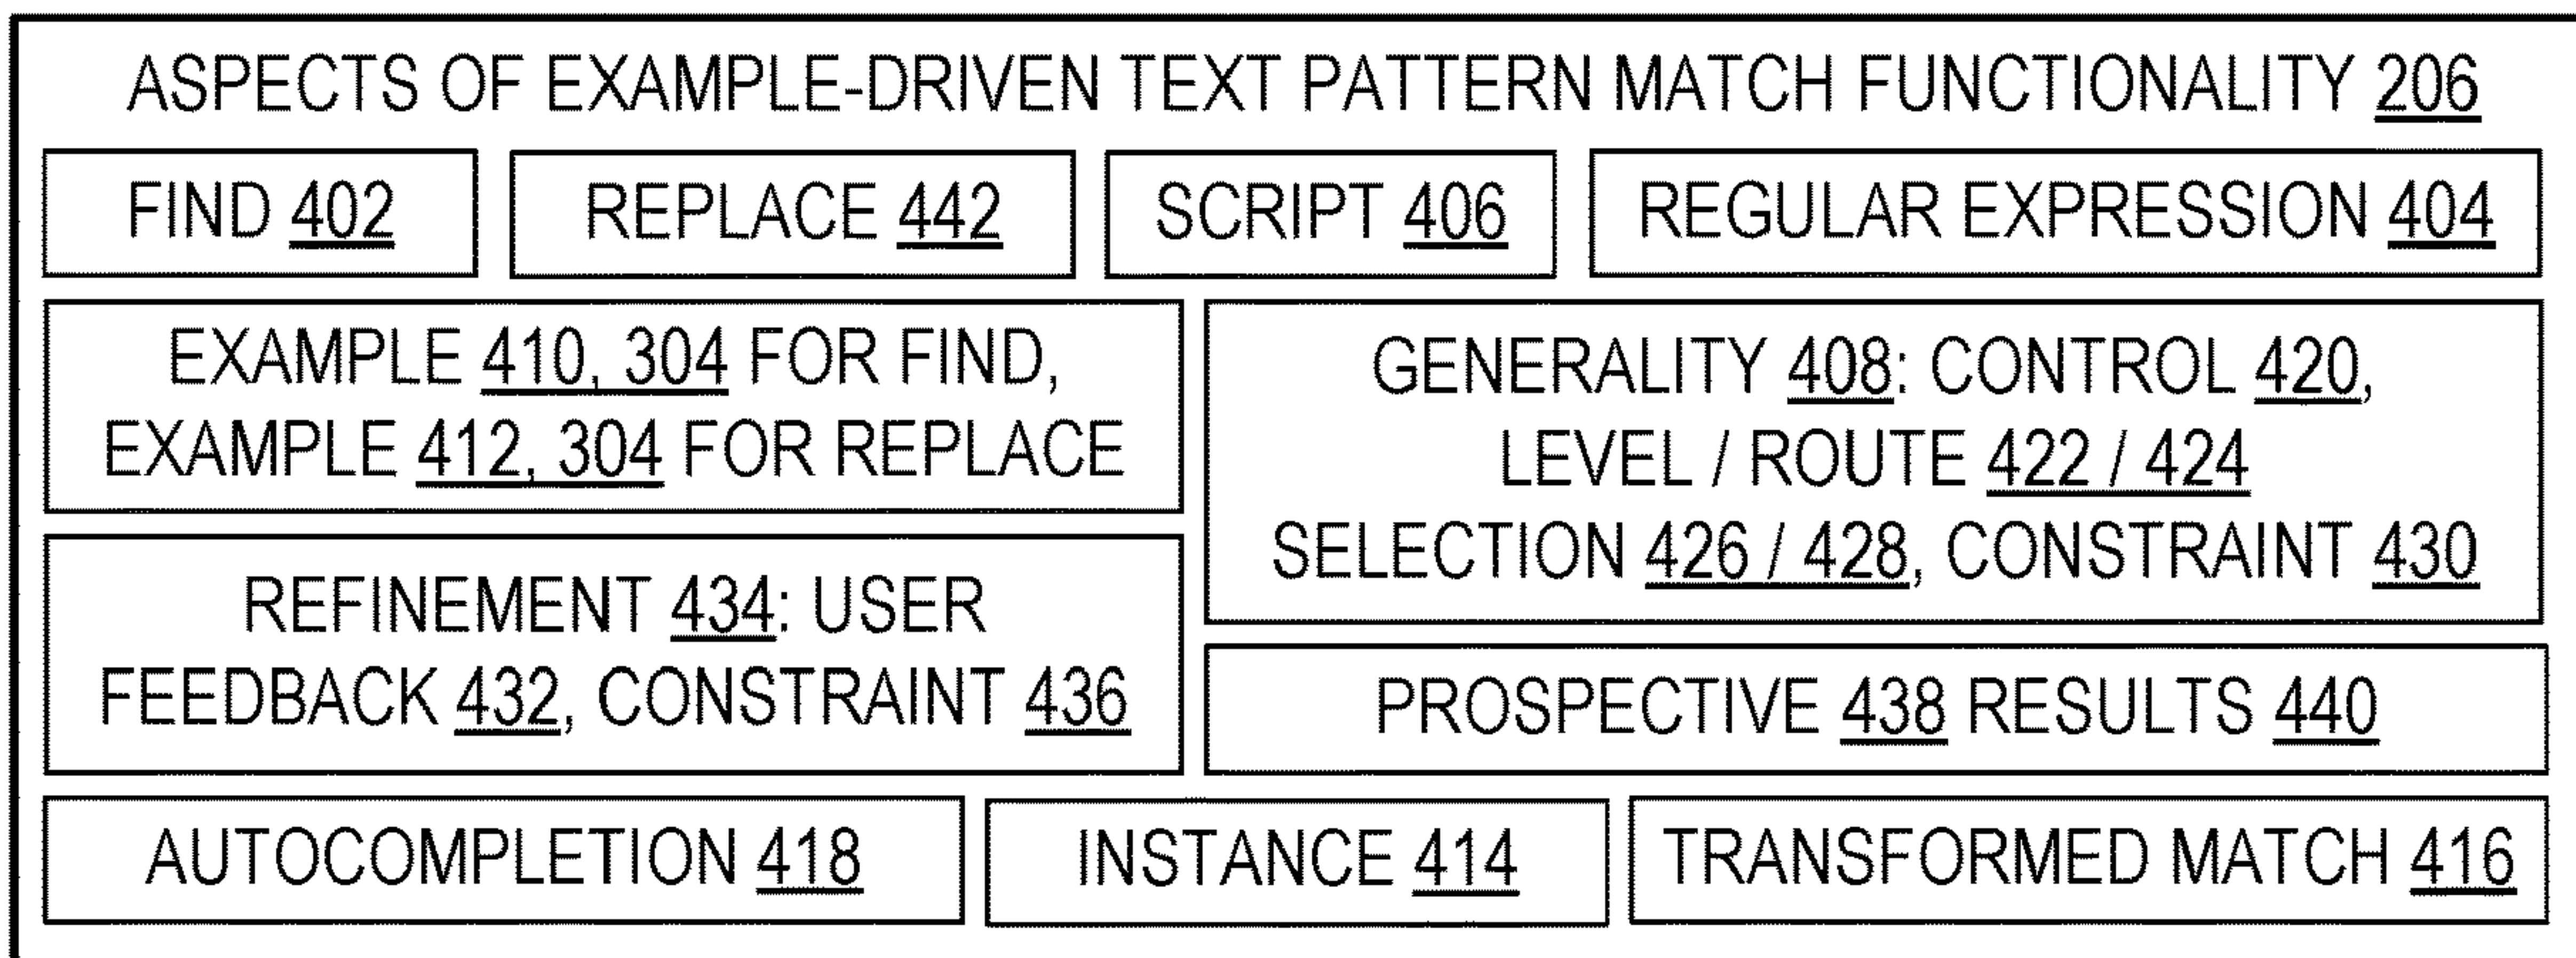 ASPECTS OF EXAMPLE-DRIVEN TEXT PATTERN MATCH FUNCTIONALITY 206
FIND 402
REPLACE 442
SCRIPT 406
REGULAR EXPRESSION 404
EXAMPLE 410, 304 FOR FIND,
EXAMPLE 412, 304 FOR REPLACE
GENERALITY 408: CONTROL 420,
LEVEL / ROUTE 422 / 424
SELECTION 426 / 428, CONSTRAINT 430
REFINEMENT 434: USER
FEEDBACK 432, CONSTRAINT 436
PROSPECTIVE 438 RESULTS 440
AUTOCOMPLETION 418
INSTANCE 414
TRANSFORMED MATCH 416